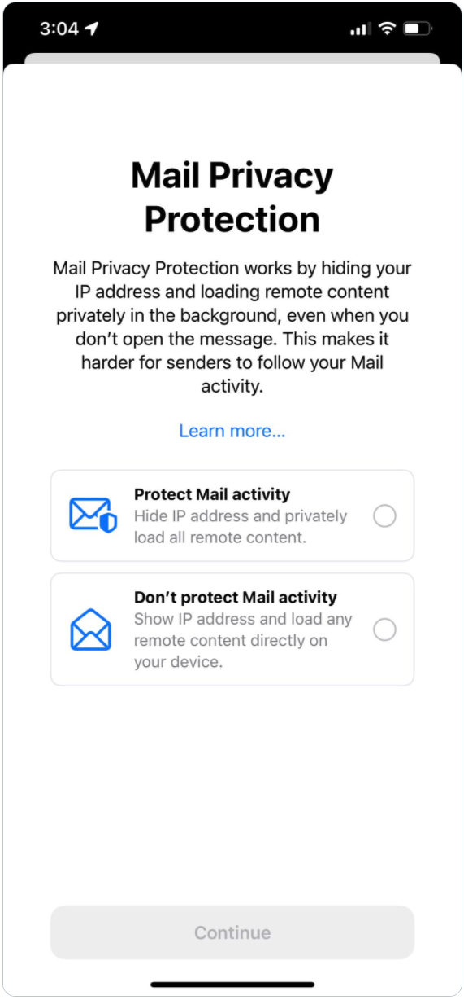 3:04
Mail Privacy
Protection
Mail Privacy Protection works by hiding your
IP address and loading remote content
privately in the background, even when you
don’t open the message. This makes it
harder for senders to follow your Mail
activity.
Learn more...
Protect Mail activity
Hide IP address and privately
load all remote content.
Don’t protect Mail activity
Show IP address and load any
remote content directly on
your device.
Continue